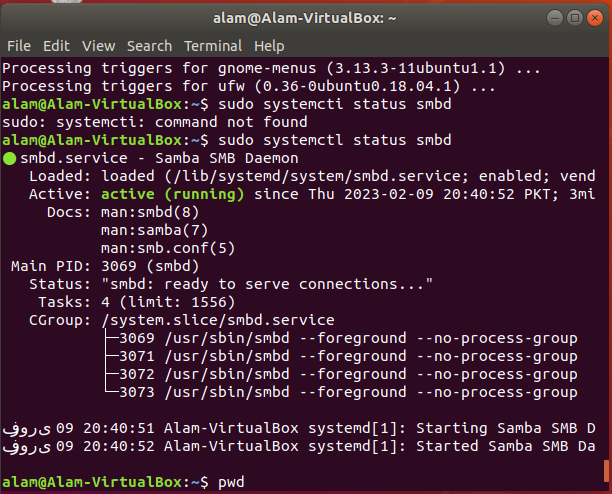 alam@Alam-VirtualBox: ~
File Edit View Search Terminal Help
Processing triggers for gnome-menus (3.13.3-11ubuntu1.1) ...
Processing triggers for ufw (0.36-0ubuntu0.18.04.1) ...
alam@Alam-VirtualBox:~$ sudo systemcti status smbd
sudo: systemcti: command not found
alam@Alam-VirtualBox:~$ sudo systemctl status smbd
● smbd.service - Samba SMB Daemon
   Loaded: loaded (/lib/systemd/system/smbd.service; enabled; vend
   Active: active (running) since Thu 2023-02-09 20:40:52 PKT; 3mi
     Docs: man:smbd(8)
           man:samba(7)
           man:smb.conf(5)
 Main PID: 3069 (smbd)
   Status: "smbd: ready to serve connections..."
    Tasks: 4 (limit: 1556)
   CGroup: /system.slice/smbd.service
           ├─3069 /usr/sbin/smbd --foreground --no-process-group
           ├─3071 /usr/sbin/smbd --foreground --no-process-group
           ├─3072 /usr/sbin/smbd --foreground --no-process-group
           └─3073 /usr/sbin/smbd --foreground --no-process-group
فروری 09 20:40:51 Alam-VirtualBox systemd[1]: Starting Samba SMB D
فروری 09 20:40:52 Alam-VirtualBox systemd[1]: Started Samba SMB Da
alam@Alam-VirtualBox:~$ pwd